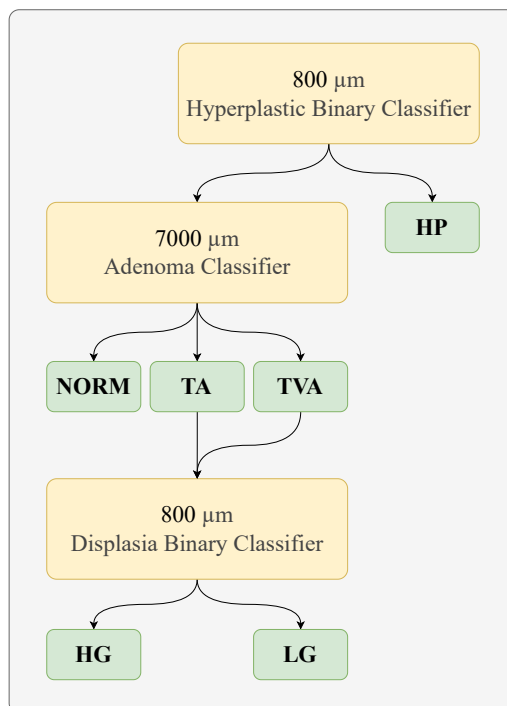 800 µm
Hyperplastic Binary Classifier
HP
7000 µm
Adenoma Classifier
NORM
TA
TVA
800 µm
Displasia Binary Classifier
HG
LG